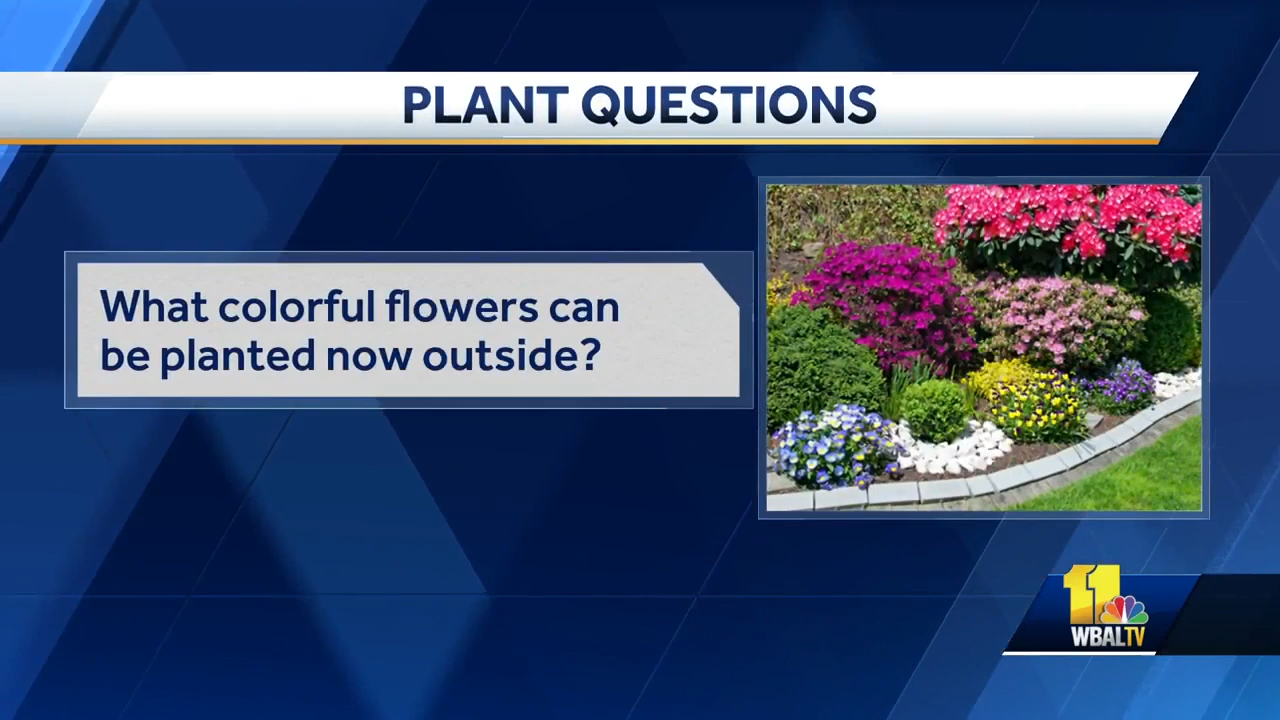 PLANT QUESTIONS
What colorful flowers can
be planted now outside?
11
WBALTV